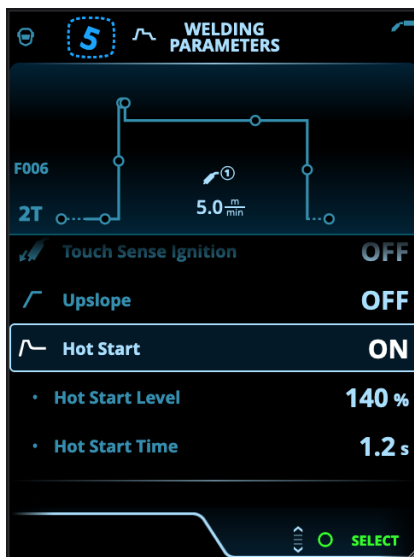 5
WELDING
PARAMETERS
F006
①
2T
5.0 m/min
Touch Sense Ignition OFF
Upslope OFF
Hot Start ON
• Hot Start Level 140 %
• Hot Start Time 1.2 s
SELECT